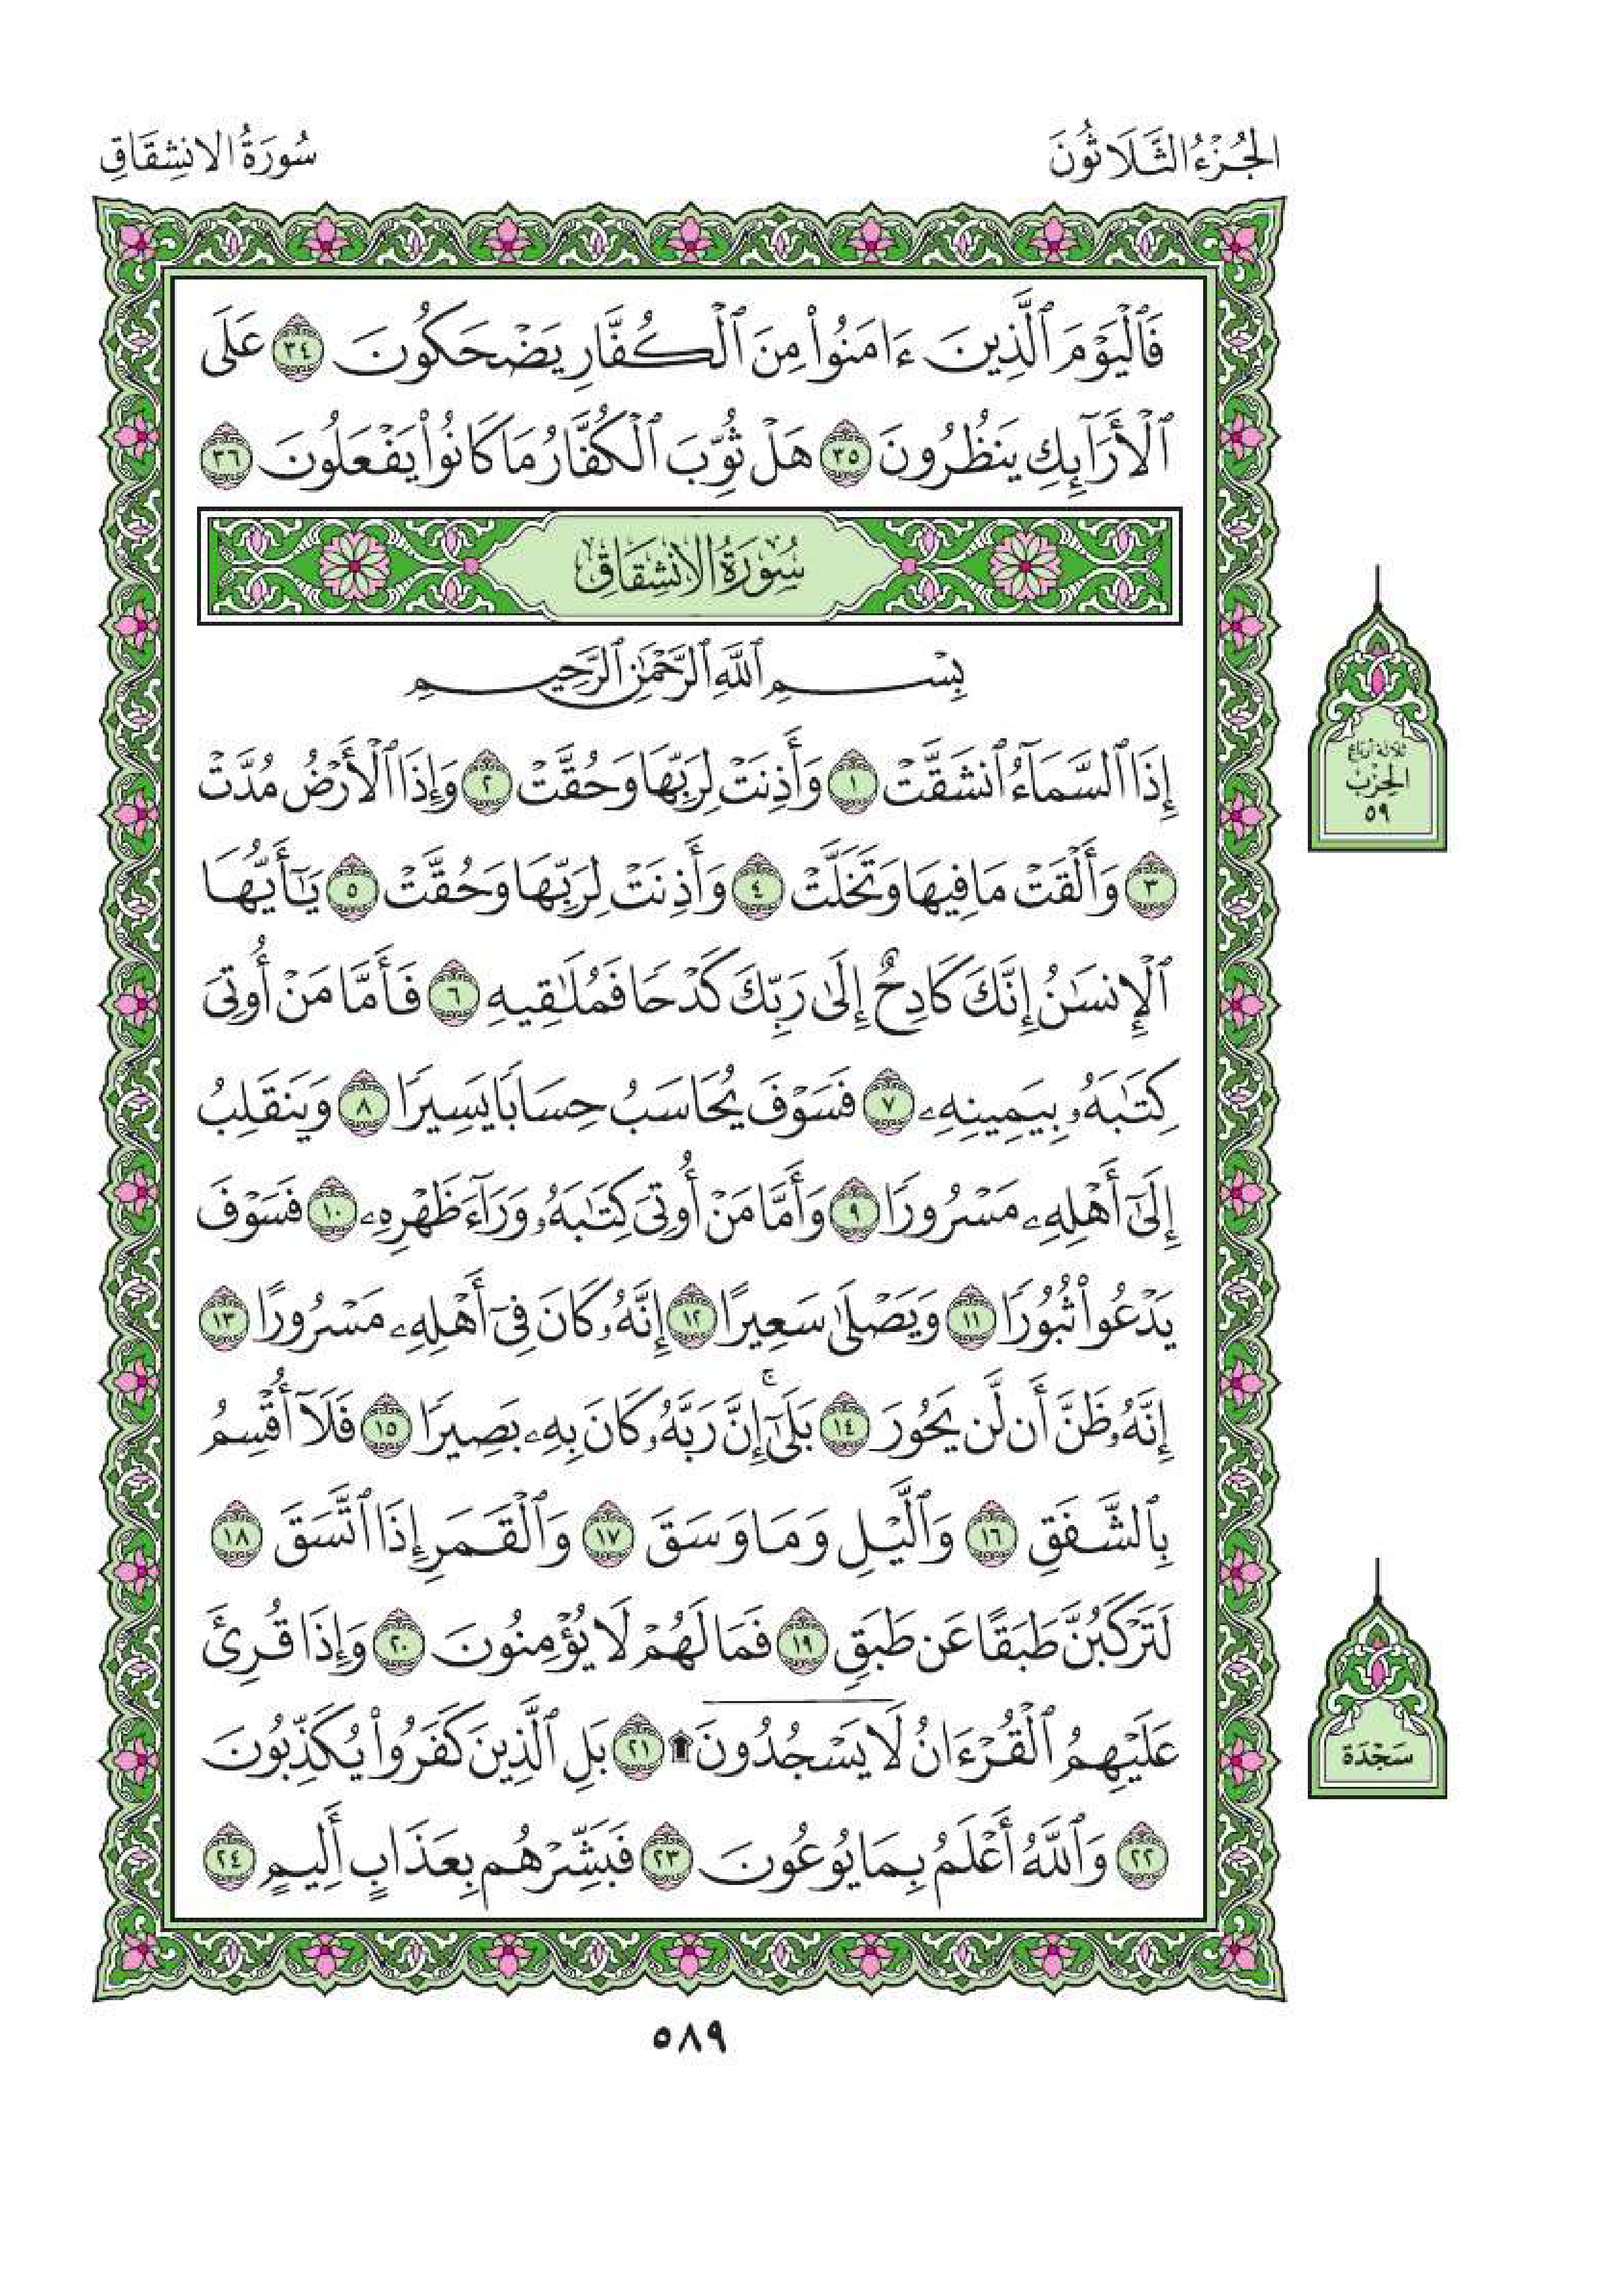 الجُزْءُ الثَّلَاثُونَ
سُورَةُ الانشِقَاقِ
فَٱلْيَوْمَ ٱلَّذِينَ ءَامَنُوا۟ مِنَ ٱلْكُفَّارِ يَضْحَكُونَ ٣٤ عَلَى
ٱلْأَرَآئِكِ يَنظُرُونَ ٣٥ هَلْ ثُوِّبَ ٱلْكُفَّارُ مَا كَانُوا۟ يَفْعَلُونَ ٣٦
سُورَةُ الانشِقَاقِ
بِسْمِ ٱللَّهِ ٱلرَّحْمَٰنِ ٱلرَّحِيمِ
إِذَا ٱلسَّمَآءُ ٱنشَقَّتْ ١ وَأَذِنَتْ لِرَبِّهَا وَحُقَّتْ ٢ وَإِذَا ٱلْأَرْضُ مُدَّتْ
٣ وَأَلْقَتْ مَا فِيهَا وَتَخَلَّتْ ٤ وَأَذِنَتْ لِرَبِّهَا وَحُقَّتْ ٥ يَٰٓأَيُّهَا
ٱلْإِنسَٰنُ إِنَّكَ كَادِحٌ إِلَىٰ رَبِّكَ كَدْحًا فَمُلَٰقِيهِ ٦ فَأَمَّا مَنْ أُوتِىَ
كِتَٰبَهُۥ بِيَمِينِهِۦ ٧ فَسَوْفَ يُحَاسَبُ حِسَابًا يَسِيرًا ٨ وَيَنقَلِبُ
إِلَىٰٓ أَهْلِهِۦ مَسْرُورًا ٩ وَأَمَّا مَنْ أُوتِىَ كِتَٰبَهُۥ وَرَآءَ ظَهْرِهِۦ ١٠ فَسَوْفَ
يَدْعُوا۟ ثُبُورًا ١١ وَيَصْلَىٰ سَعِيرًا ١٢ إِنَّهُۥ كَانَ فِىٓ أَهْلِهِۦ مَسْرُورًا ١٣
إِنَّهُۥ ظَنَّ أَن لَّن يَحُورَ ١٤ بَلَىٰٓۚ إِنَّ رَبَّهُۥ كَانَ بِهِۦ بَصِيرًا ١٥ فَلَآ أُقْسِمُ
بِٱلشَّفَقِ ١٦ وَٱلَّيْلِ وَمَا وَسَقَ ١٧ وَٱلْقَمَرِ إِذَا ٱتَّسَقَ ١٨
لَتَرْكَبُنَّ طَبَقًا عَن طَبَقٍ ١٩ فَمَا لَهُمْ لَا يُؤْمِنُونَ ٢٠ وَإِذَا قُرِئَ
عَلَيْهِمُ ٱلْقُرْءَانُ لَا يَسْجُدُونَ۩ ٢١ بَلِ ٱلَّذِينَ كَفَرُوا۟ يُكَذِّبُونَ
٢٢ وَٱللَّهُ أَعْلَمُ بِمَا يُوعُونَ ٢٣ فَبَشِّرْهُم بِعَذَابٍ أَلِيمٍ ٢٤
ثلاثة أرباع
الحِزْب
٥٩
سَجْدَة
٥٨٩